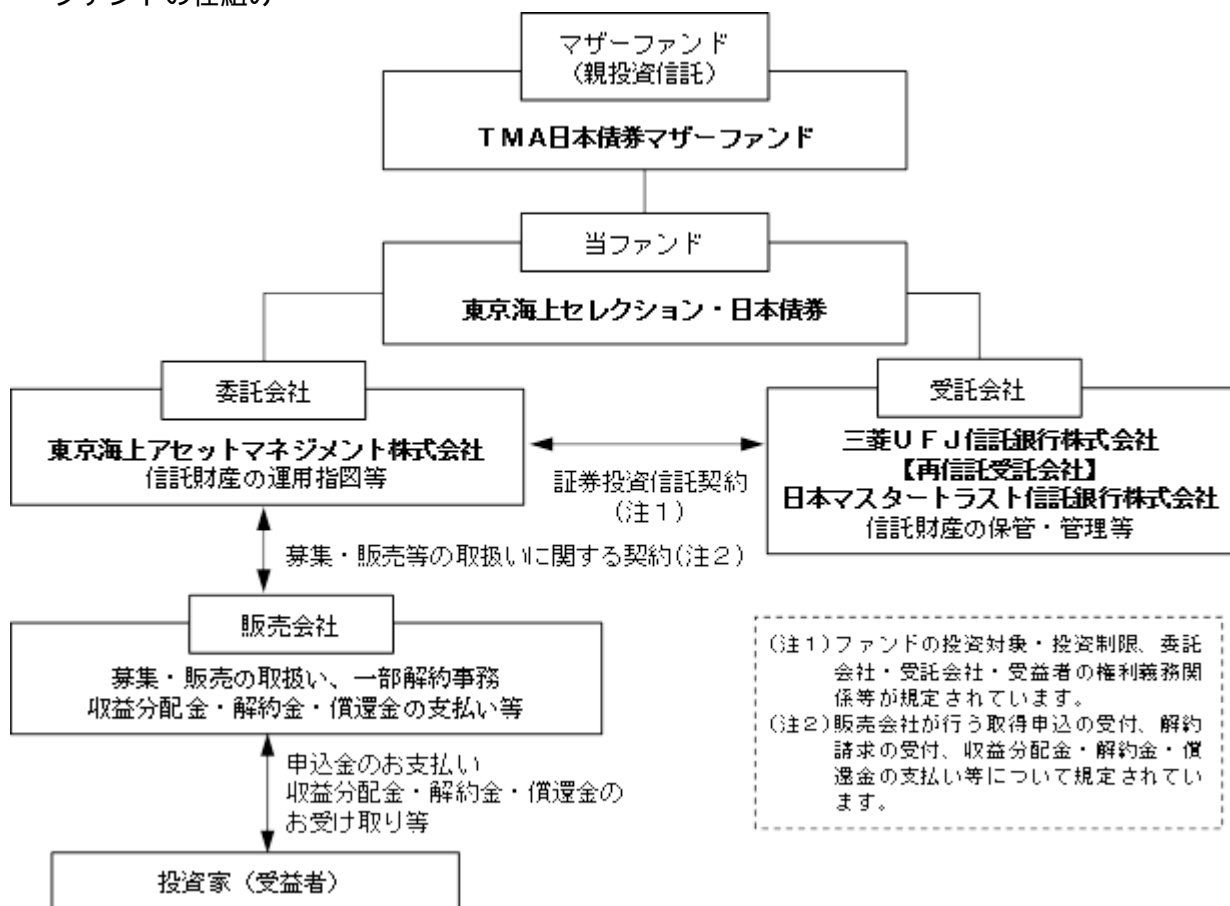 ファンドの仕組み
マザーファンド
（親投資信託）
ＴＭＡ日本債券マザーファンド
当ファンド
東京海上セレクション・日本債券
委託会社
東京海上アセットマネジメント株式会社
信託財産の運用指図等
受託会社
三菱ＵＦＪ信託銀行株式会社
【再信託受託会社】
日本マスタートラスト信託銀行株式会社
信託財産の保管・管理等
証券投資信託契約
（注１）
募集・販売等の取扱いに関する契約（注２）
販売会社
募集・販売の取扱い、一部解約事務
収益分配金・解約金・償還金の支払い等
申込金のお支払い
収益分配金・解約金・償還金の
お受け取り等
投資家（受益者）
（注１）ファンドの投資対象・投資制限、委託
会社・受託会社・受益者の権利義務関
係等が規定されています。
（注２）販売会社が行う取得申込の受付、解約
請求の受付、収益分配金・解約金・償
還金の支払い等について規定されてい
ます。